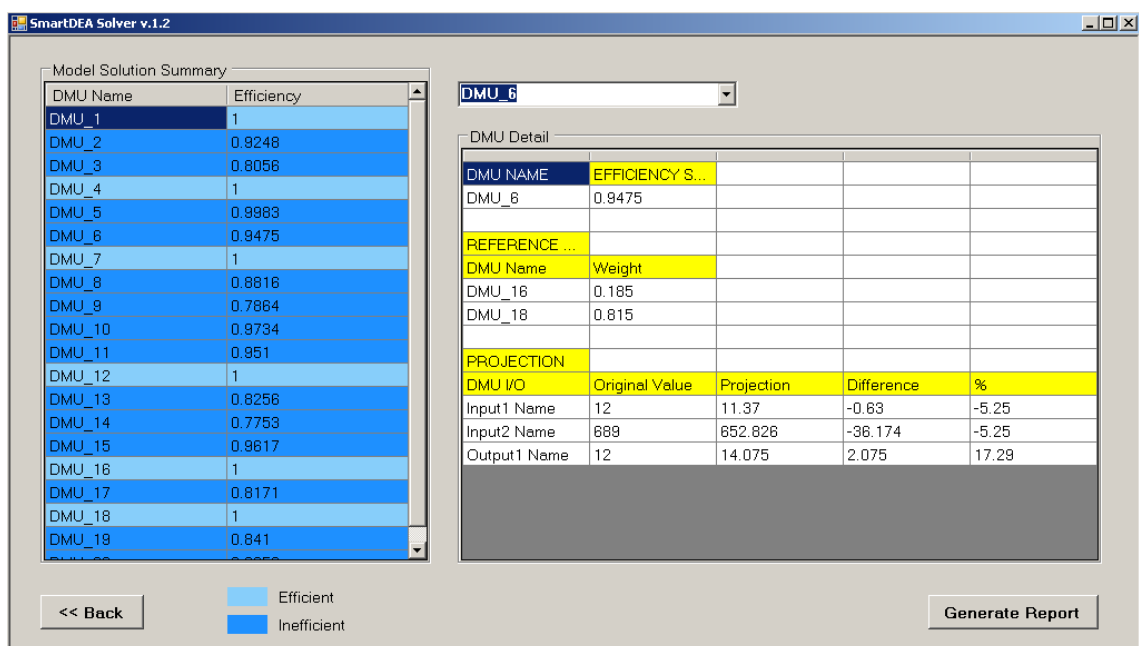 SmartDEA Solver v.1.2
Model Solution Summary
DMU Name Efficiency
DMU_1 1
DMU_2 0.9248
DMU_3 0.8056
DMU_4 1
DMU_5 0.9983
DMU_6 0.9475
DMU_7 1
DMU_8 0.8816
DMU_9 0.7864
DMU_10 0.9734
DMU_11 0.951
DMU_12 1
DMU_13 0.8256
DMU_14 0.7753
DMU_15 0.9617
DMU_16 1
DMU_17 0.8171
DMU_18 1
DMU_19 0.841
DMU_6
DMU Detail
DMU NAME EFFICIENCY S...
DMU_6 0.9475
REFERENCE ...
DMU Name Weight
DMU_16 0.185
DMU_18 0.815
PROJECTION
DMU I/O Original Value Projection Difference %
Input1 Name 12 11.37 -0.63 -5.25
Input2 Name 689 652.826 -36.174 -5.25
Output1 Name 12 14.075 2.075 17.29
<< Back
Efficient
Inefficient
Generate Report